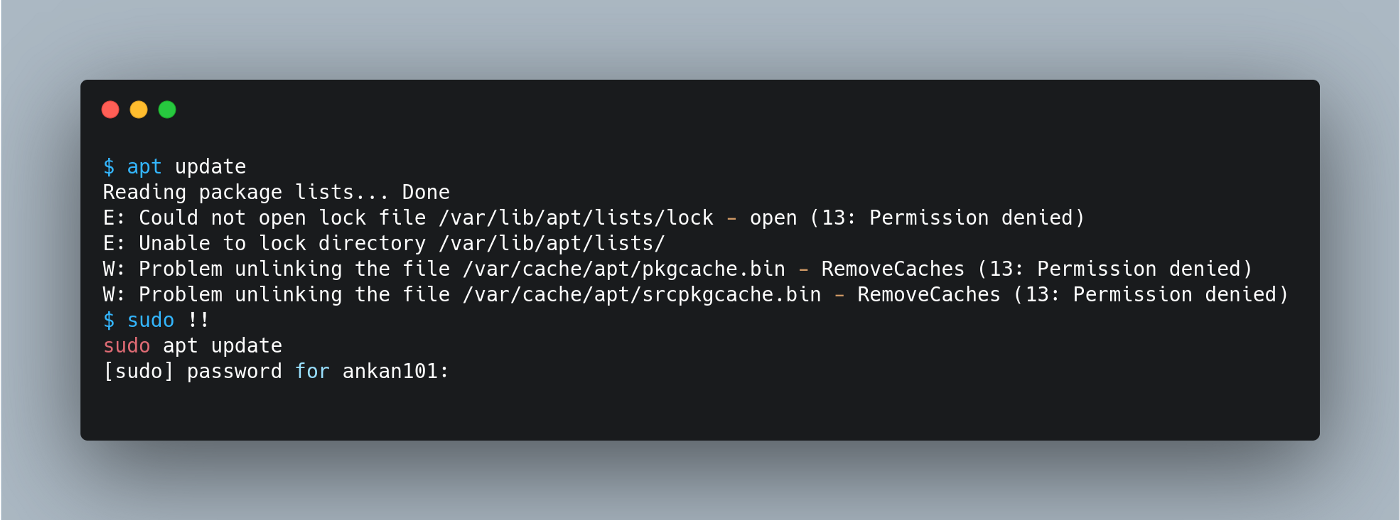 $ apt update
Reading package lists... Done
E: Could not open lock file /var/lib/apt/lists/lock - open (13: Permission denied)
E: Unable to lock directory /var/lib/apt/lists/
W: Problem unlinking the file /var/cache/apt/pkgcache.bin - RemoveCaches (13: Permission denied)
W: Problem unlinking the file /var/cache/apt/srcpkgcache.bin - RemoveCaches (13: Permission denied)
$ sudo !!
sudo apt update
[sudo] password for ankan101: